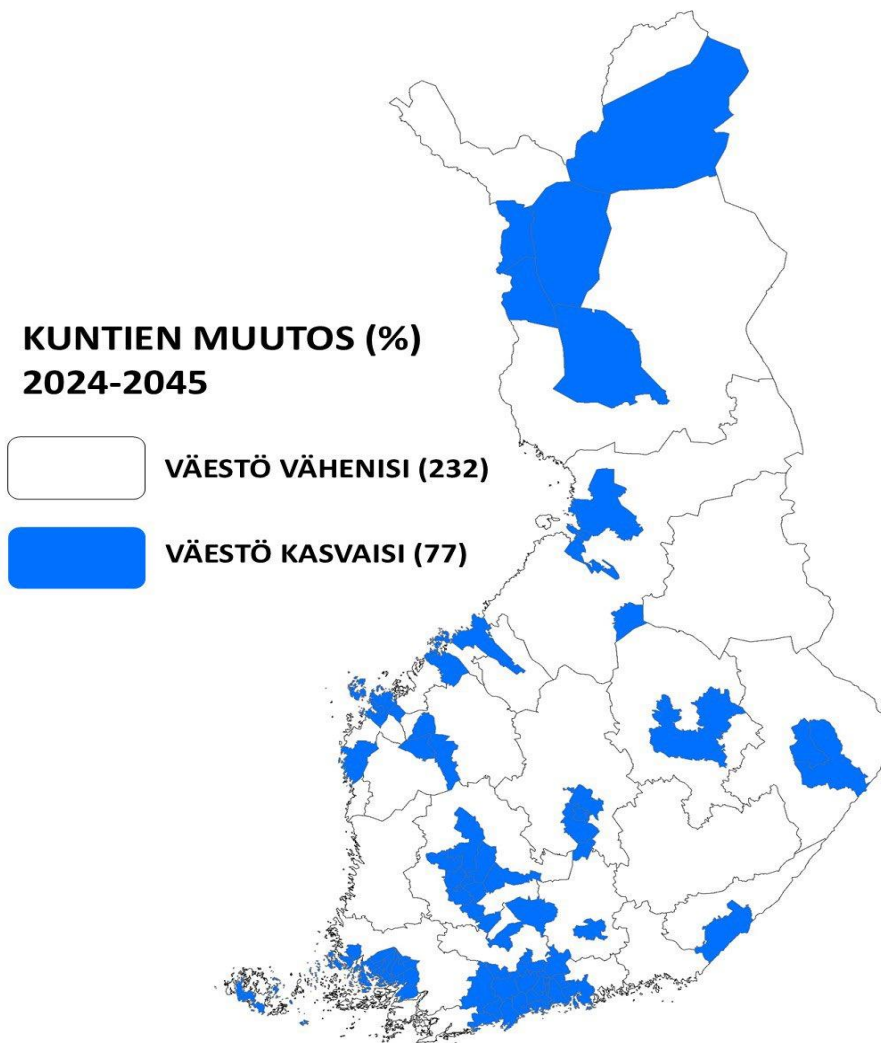 KUNTIEN MUUTOS (%)
2024-2045
VÄESTÖ VÄHENISI (232)
VÄESTÖ KASVAISI (77)